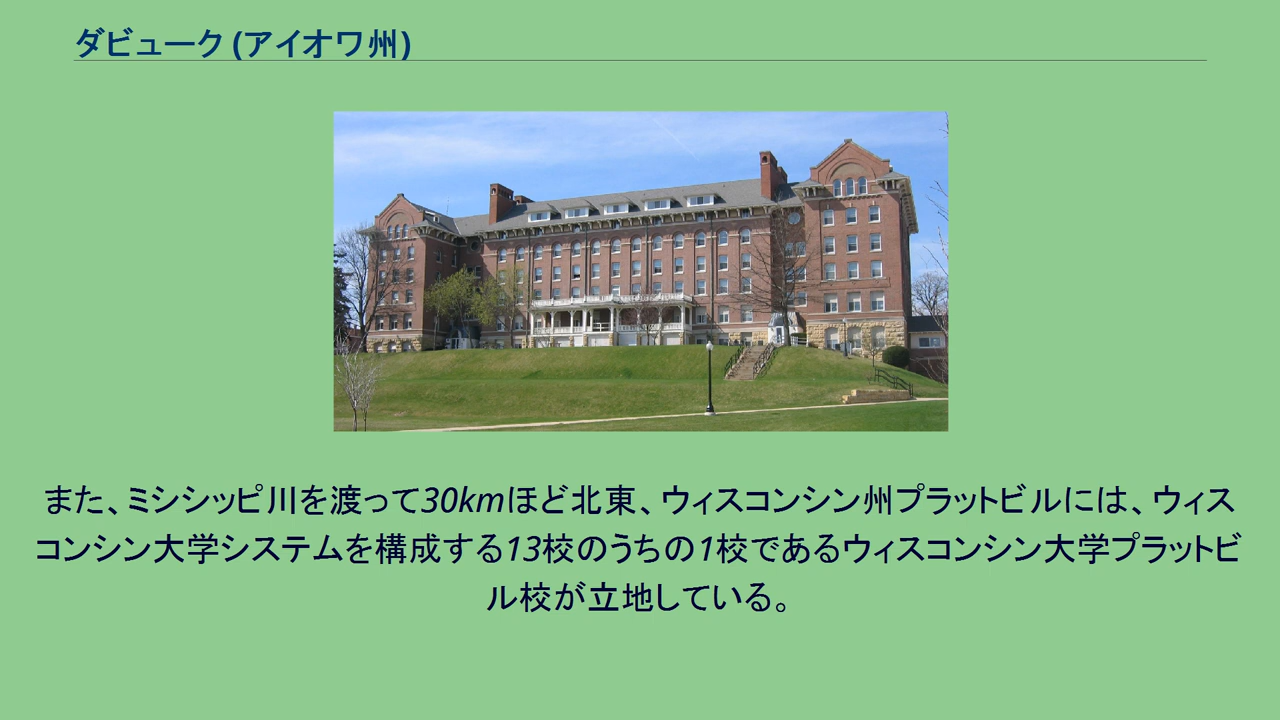 ダビューク (アイオワ州)
また、ミシシッピ川を渡って30kmほど北東、ウィスコンシン州プラットビルには、ウィス
コンシン大学システムを構成する13校のうちの1校であるウィスコンシン大学プラットビ
ル校が立地している。